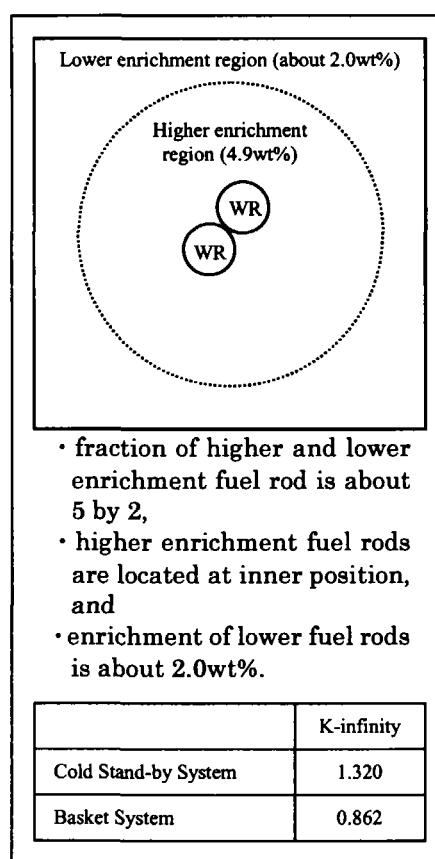 Lower enrichment region (about 2.0wt%)
Higher enrichment
region (4.9wt%)
WR
WR
・fraction of higher and lower
enrichment fuel rod is about
5 by 2,
・higher enrichment fuel rods
are located at inner position,
and
・enrichment of lower fuel rods
is about 2.0wt%.
K-infinity
Cold Stand-by System 1.320
Basket System 0.862